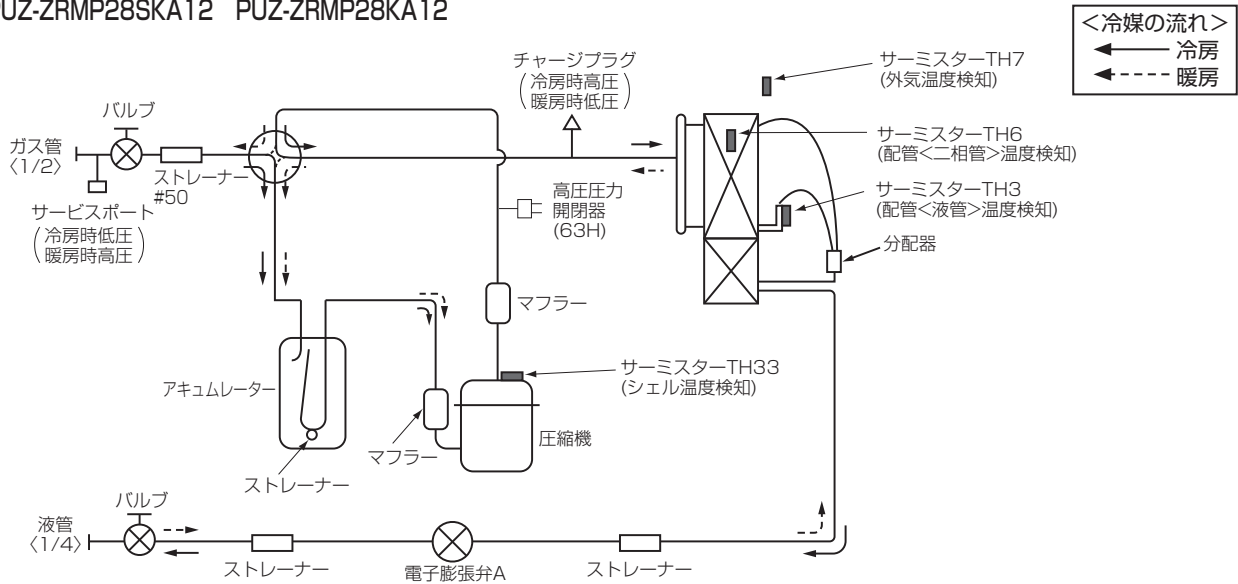 PUZ-ZRMP28SKA12 PUZ-ZRMP28KA12
<冷媒の流れ>
冷房
暖房
チャージプラグ
(冷房時高圧
暖房時低圧)
サーミスターTH7
(外気温度検知)
バルブ
ガス管
〈1/2〉
ストレーナー
#50
サービスポート
(冷房時低圧
暖房時高圧)
高圧圧力
開閉器
(63H)
サーミスターTH6
(配管<二相管>温度検知)
サーミスターTH3
(配管<液管>温度検知)
分配器
マフラー
サーミスターTH33
(シェル温度検知)
アキュムレーター
圧縮機
マフラー
ストレーナー
バルブ
液管
〈1/4〉
ストレーナー
電子膨張弁A
ストレーナー